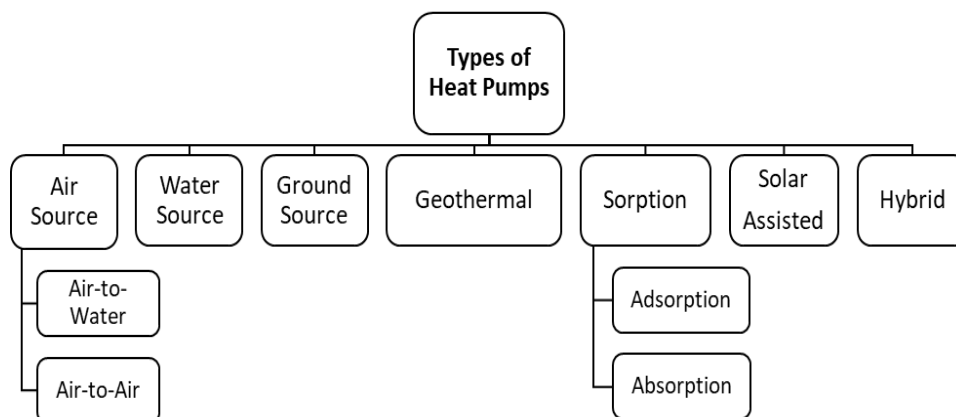 Types of
Heat Pumps
Air
Source
Water
Source
Ground
Source
Geothermal
Sorption
Solar
Assisted
Hybrid
Air-to-
Water
Air-to-Air
Adsorption
Absorption